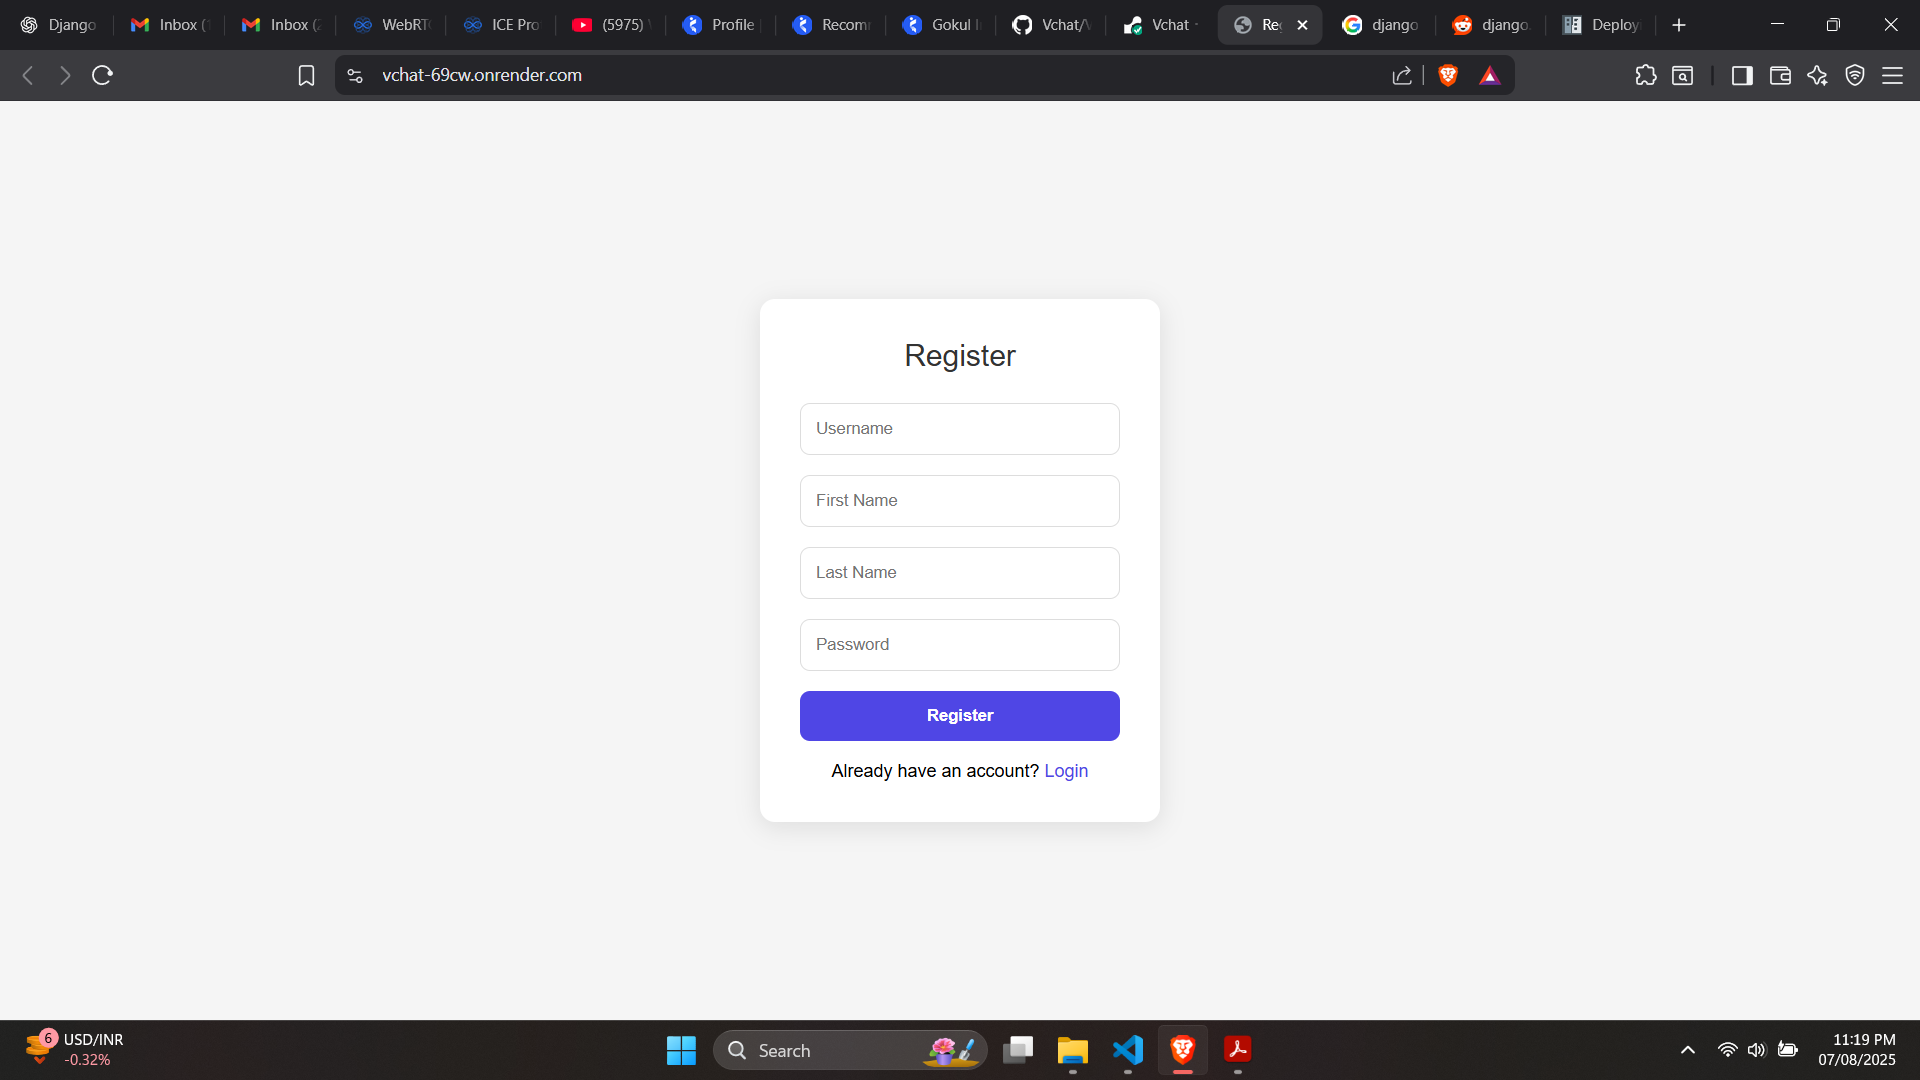 Django
Inbox (
Inbox (
WebRT
ICE Pro
(5975)
Profile
Recom
Gokul
Vchat/
Vchat
Re
django
django.
Deploy
vchat-69cw.onrender.com
Register
Username
First Name
Last Name
Password
Register
Already have an account? Login
6
USD/INR
-0.32%
Search
11:19 PM
07/08/2025